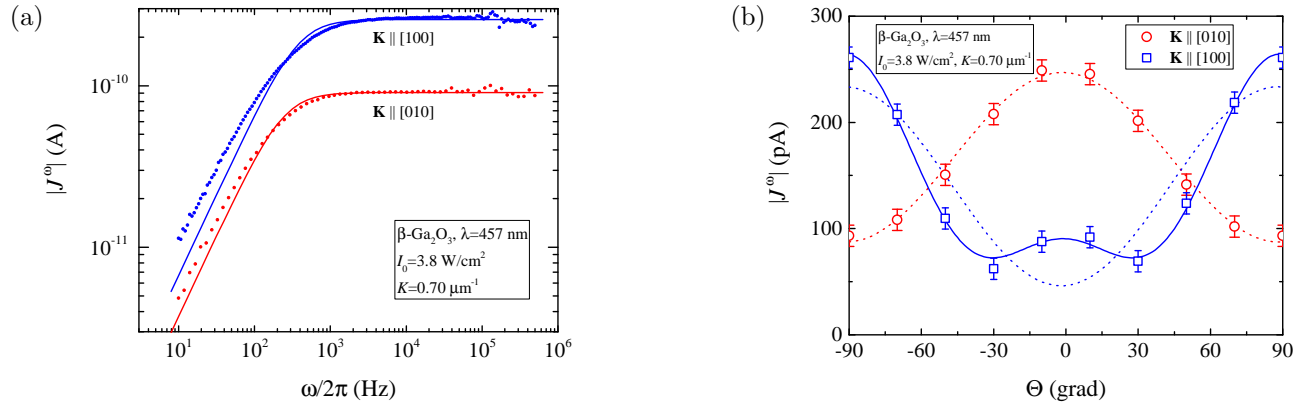 (a)
|J^ω| (A)
10^-10
10^-11
K || [100]
K || [010]
β-Ga₂O₃, λ=457 nm
I₀=3.8 W/cm²
K=0.70 μm⁻¹
10^1 10^2 10^3 10^4 10^5 10^6
ω/2π (Hz)
(b)
|J^ω| (pA)
300
200
100
0
β-Ga₂O₃, λ=457 nm
I₀=3.8 W/cm², K=0.70 μm⁻¹
K || [010]
K || [100]
-90 -60 -30 0 30 60 90
Θ (grad)